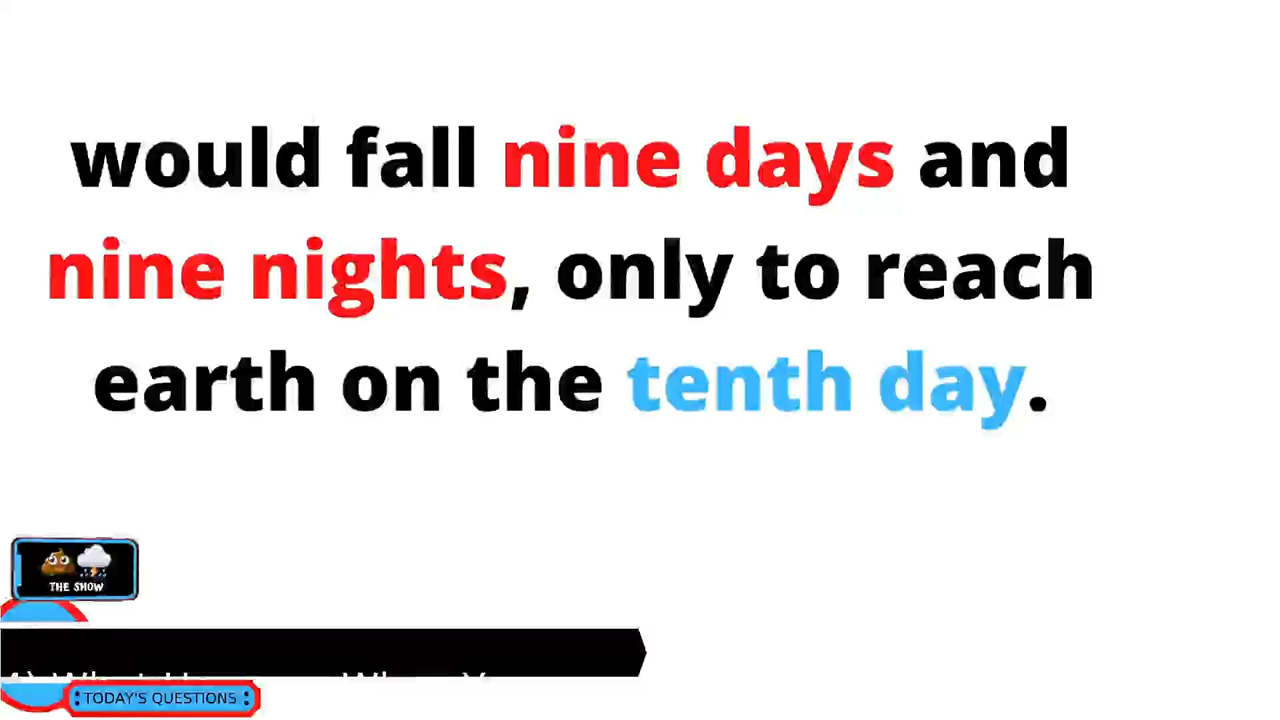 would fall nine days and
nine nights, only to reach
earth on the tenth day.
THE SHOW
TODAY'S QUESTIONS